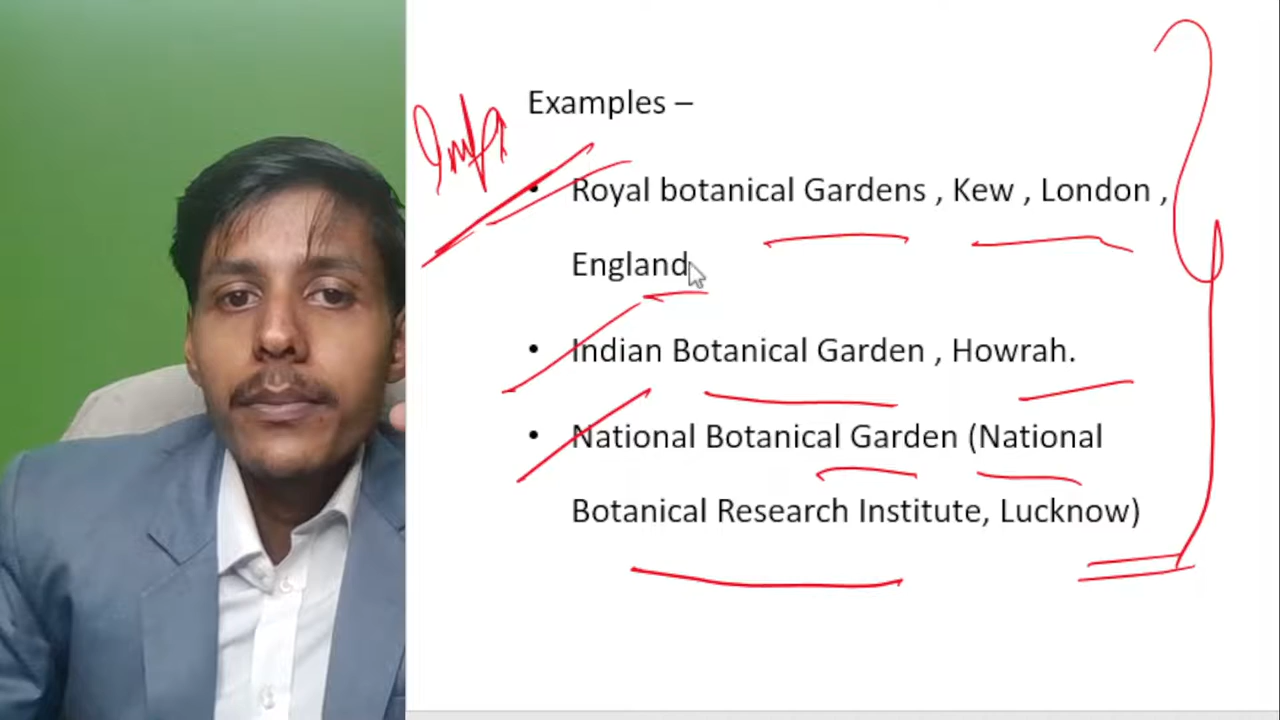 Examples –
Imp
• Royal botanical Gardens , Kew , London ,
England
• Indian Botanical Garden , Howrah.
• National Botanical Garden (National
Botanical Research Institute, Lucknow)